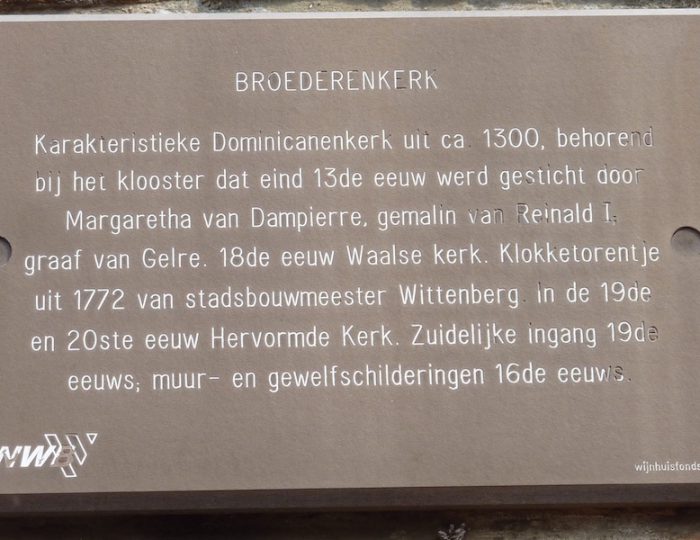 BROEDERENKERK
Karakteristieke Dominicanenkerk uit ca. 1300, behorend
bij het klooster dat eind 13de eeuw werd gesticht door
Margaretha van Dampierre, gemalin van Reinald I,
graaf van Gelre. 18de eeuw Waalse kerk. Klokketorentje
uit 1772 van stadsbouwmeester Wittenberg. in de 19de
en 20ste eeuw Hervormde Kerk. Zuidelijke ingang 19de
eeuws; muur- en gewelfschilderingen 16de eeuws.
wijnhuisfonds